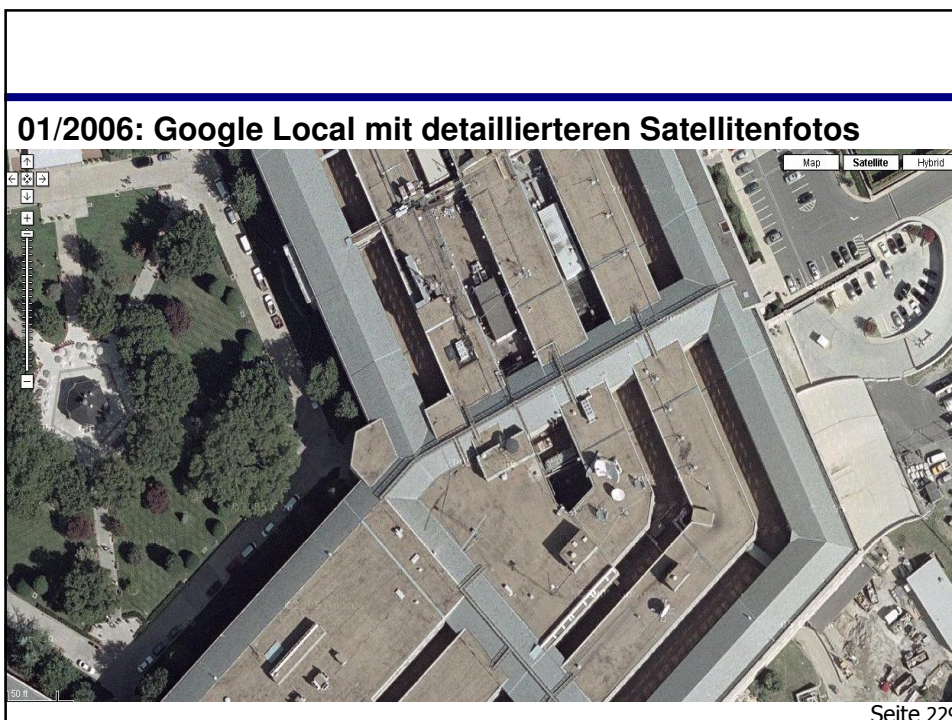 01/2006: Google Local mit detaillierteren Satellitenfotos
Map Satellite Hybrid
50 ft
Seite 229